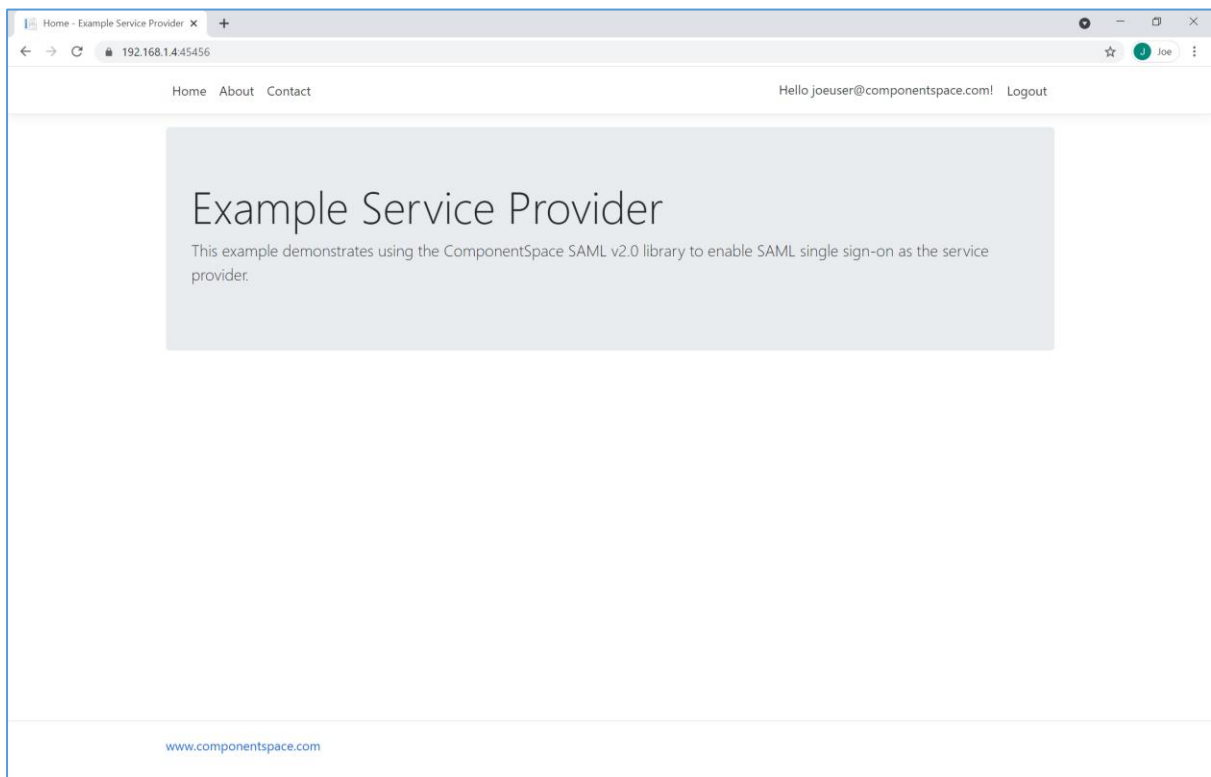 Home - Example Service Provider
192.168.1.4:45456
J Joe
Home About Contact Hello joeuser@componentspace.com! Logout
Example Service Provider
This example demonstrates using the ComponentSpace SAML v2.0 library to enable SAML single sign-on as the service
provider.
www.componentspace.com